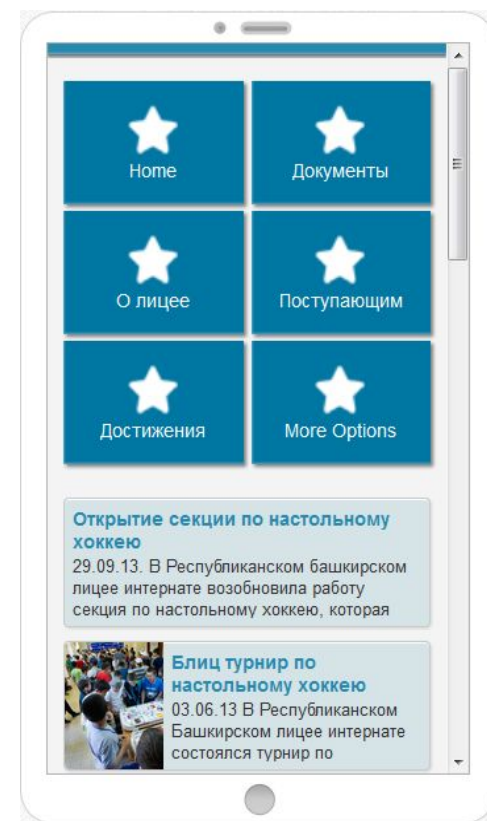 Home
Документы
О лицее
Поступающим
Достижения
More Options
Открытие секции по настольному
хоккею
29.09.13. В Республиканском башкирском
лицее интернате возобновила работу
секция по настольному хоккею, которая
Блиц турнир по
настольному хоккею
03.06.13 В Республиканском
Башкирском лицее интернате
состоялся турнир по